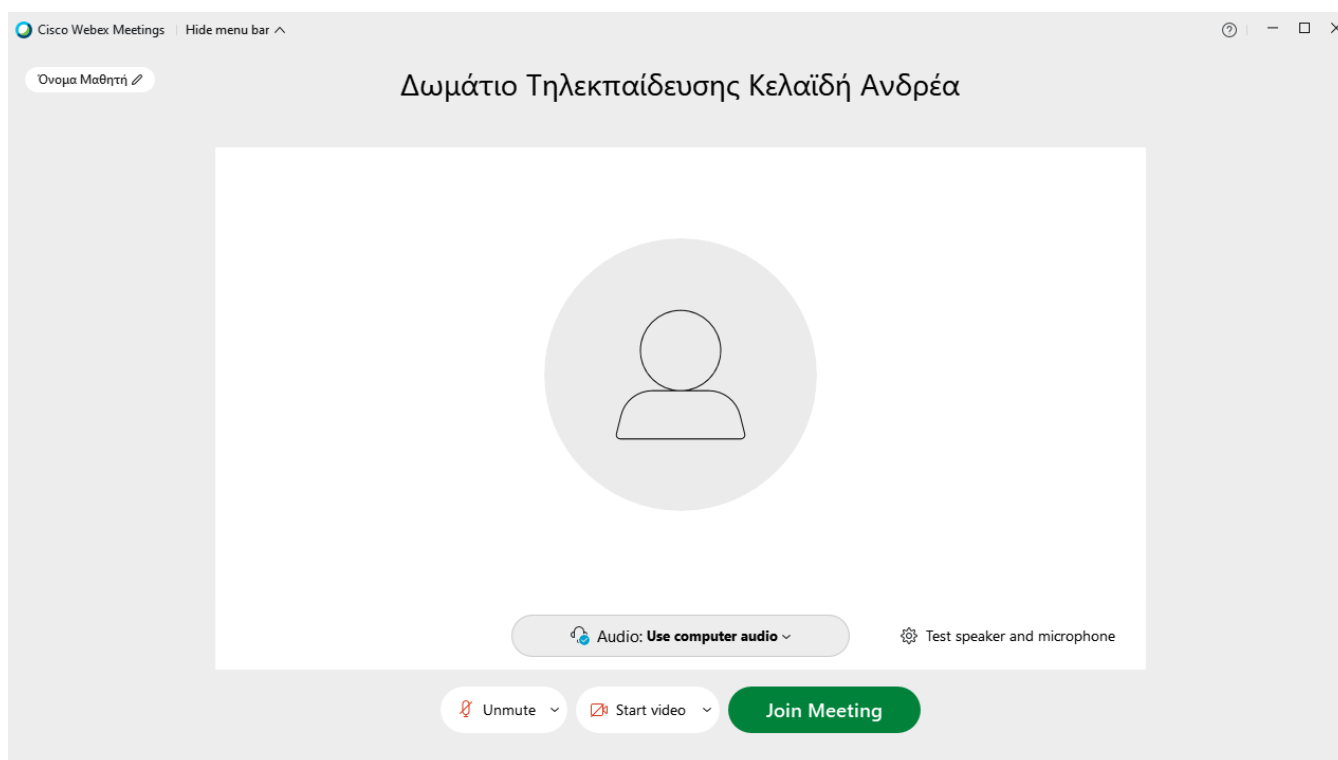 Cisco Webex Meetings Hide menu bar
Όνομα Μαθητή
Δωμάτιο Τηλεκπαίδευσης Κελαϊδή Ανδρέα
Audio: Use computer audio
Test speaker and microphone
Unmute
Start video
Join Meeting